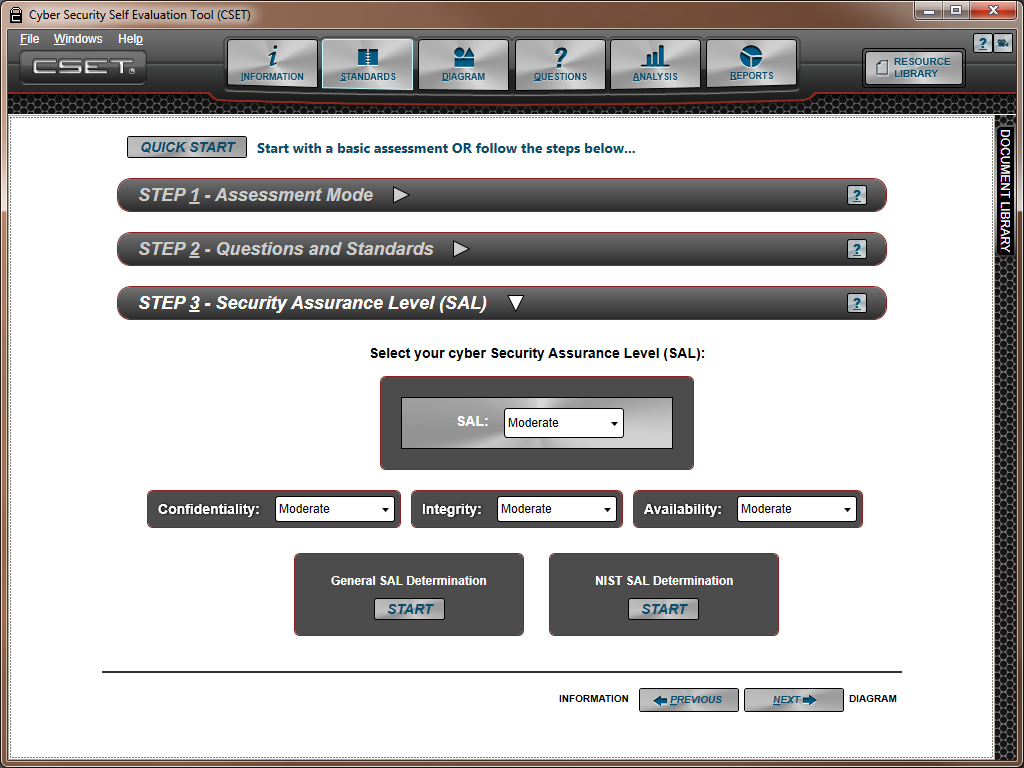 Cyber Security Self Evaluation Tool (CSET)
File Windows Help
CSET®
INFORMATION
STANDARDS
DIAGRAM
QUESTIONS
ANALYSIS
REPORTS
RESOURCE
LIBRARY
DOCUMENT LIBRARY
QUICK START Start with a basic assessment OR follow the steps below...
STEP 1 - Assessment Mode ?
STEP 2 - Questions and Standards ?
STEP 3 - Security Assurance Level (SAL) ?
Select your cyber Security Assurance Level (SAL):
SAL: Moderate
Confidentiality: Moderate
Integrity: Moderate
Availability: Moderate
General SAL Determination
START
NIST SAL Determination
START
INFORMATION PREVIOUS NEXT DIAGRAM